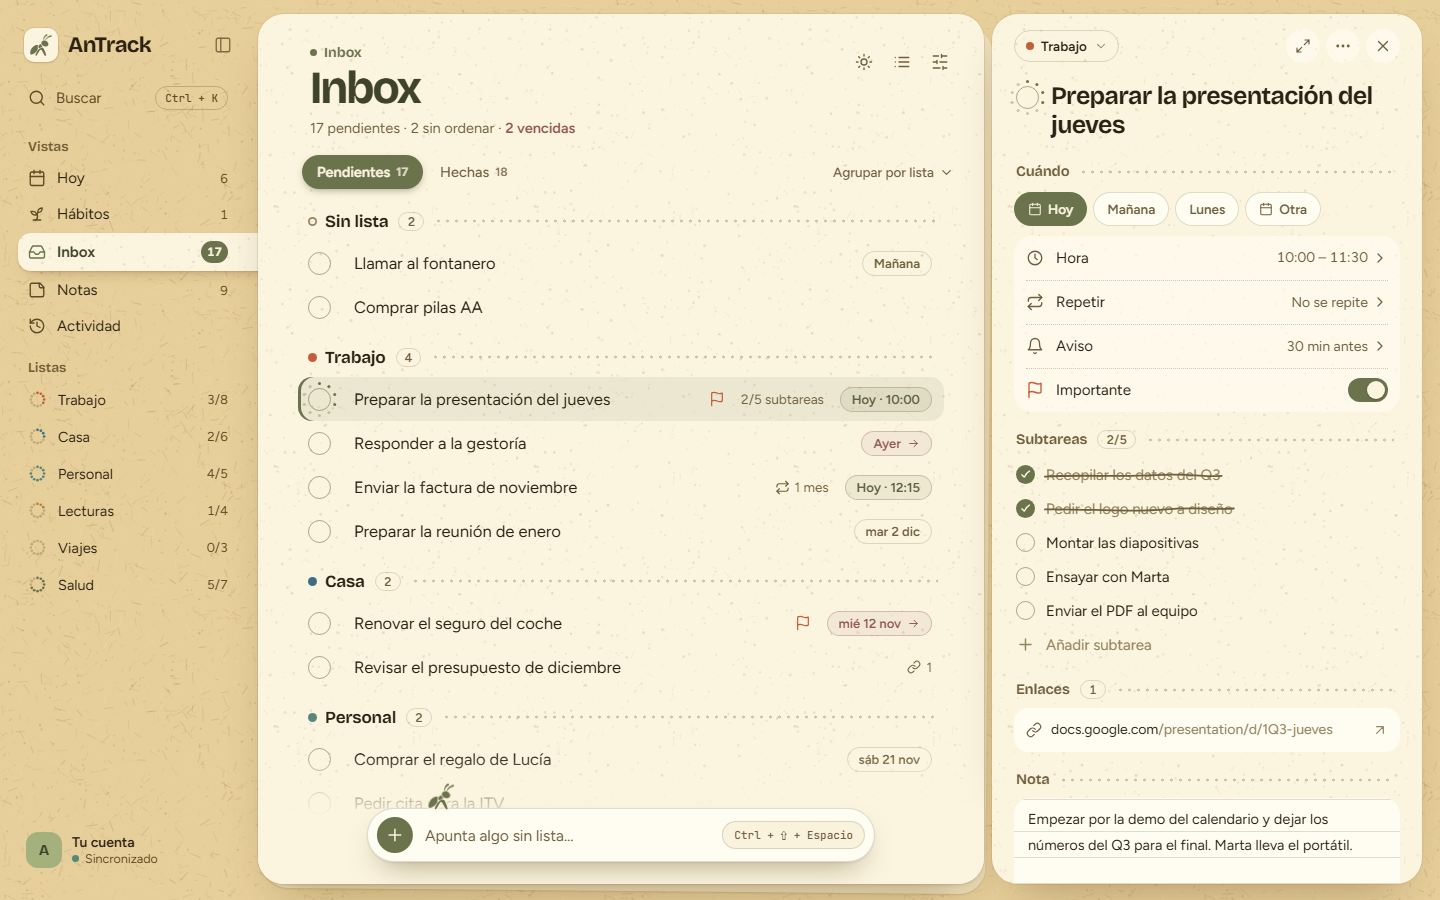 AnTrack
Buscar
Ctrl + K
Vistas
Hoy 6
Hábitos 1
Inbox 17
Notas 9
Actividad
Listas
Trabajo 3/8
Casa 2/6
Personal 4/5
Lecturas 1/4
Viajes 0/3
Salud 5/7
A
Tu cuenta
Sincronizado
Inbox
Inbox
17 pendientes · 2 sin ordenar · 2 vencidas
Pendientes 17
Hechas 18
Agrupar por lista
Sin lista 2
Llamar al fontanero Mañana
Comprar pilas AA
Trabajo 4
Preparar la presentación del jueves 2/5 subtareas Hoy · 10:00
Responder a la gestoría Ayer →
Enviar la factura de noviembre 1 mes Hoy · 12:15
Preparar la reunión de enero mar 2 dic
Casa 2
Renovar el seguro del coche mié 12 nov →
Revisar el presupuesto de diciembre 1
Personal 2
Comprar el regalo de Lucía sáb 21 nov
Pedir cita a la ITV
Apunta algo sin lista...
Ctrl + ⇧ + Espacio
Trabajo
Preparar la presentación del
jueves
Cuándo
Hoy
Mañana
Lunes
Otra
Hora 10:00 – 11:30
Repetir No se repite
Aviso 30 min antes
Importante
Subtareas 2/5
Recopilar los datos del Q3
Pedir el logo nuevo a diseño
Montar las diapositivas
Ensayar con Marta
Enviar el PDF al equipo
Añadir subtarea
Enlaces 1
docs.google.com/presentation/d/1Q3-jueves
Nota
Empezar por la demo del calendario y dejar los
números del Q3 para el final. Marta lleva el portátil.